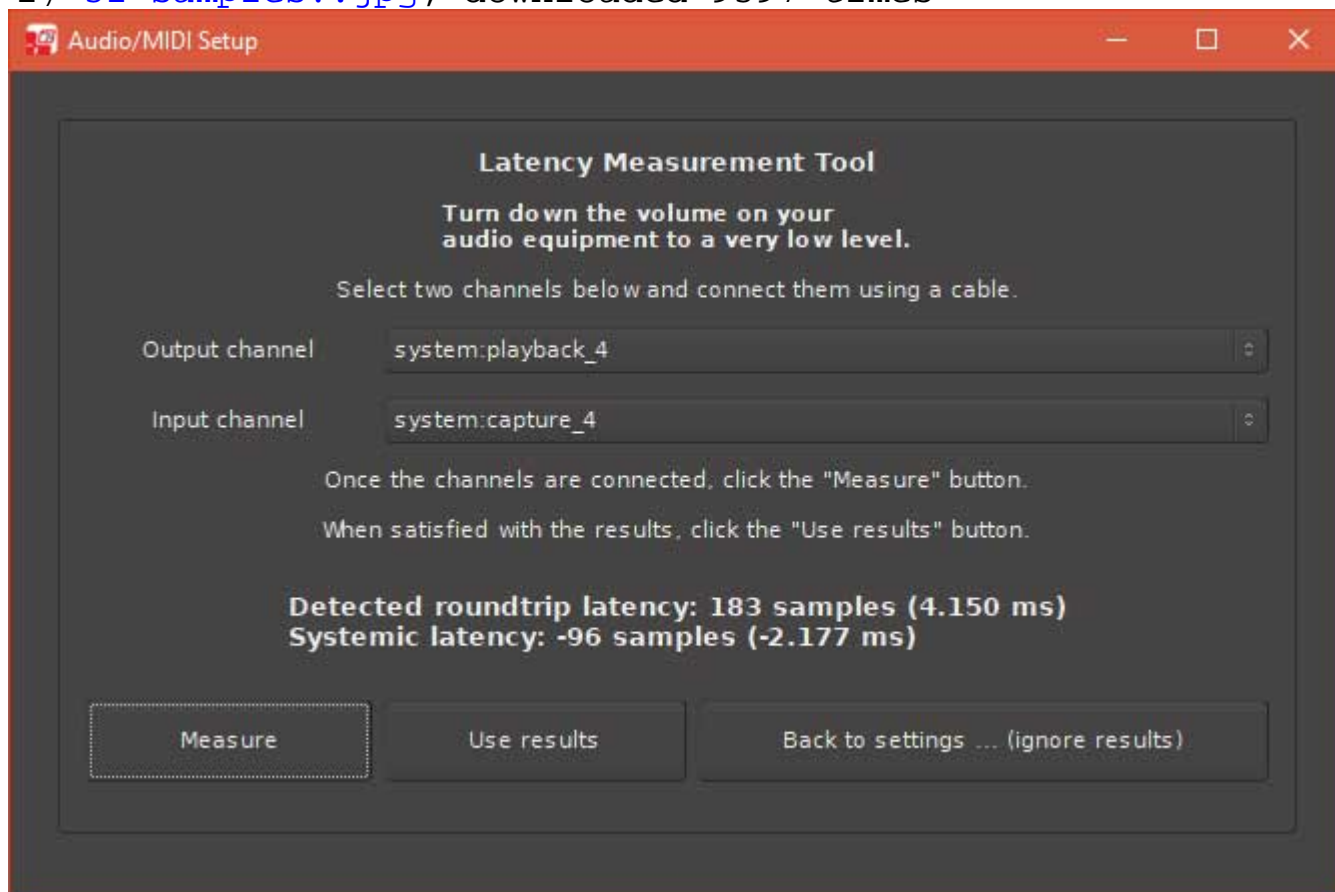 Audio/MIDI Setup
Latency Measurement Tool
Turn down the volume on your
audio equipment to a very low level.
Select two channels below and connect them using a cable.
Output channel system:playback_4
Input channel system:capture_4
Once the channels are connected, click the "Measure" button.
When satisfied with the results, click the "Use results" button.
Detected roundtrip latency: 183 samples (4.150 ms)
Systemic latency: -96 samples (-2.177 ms)
Measure Use results Back to settings ... (ignore results)